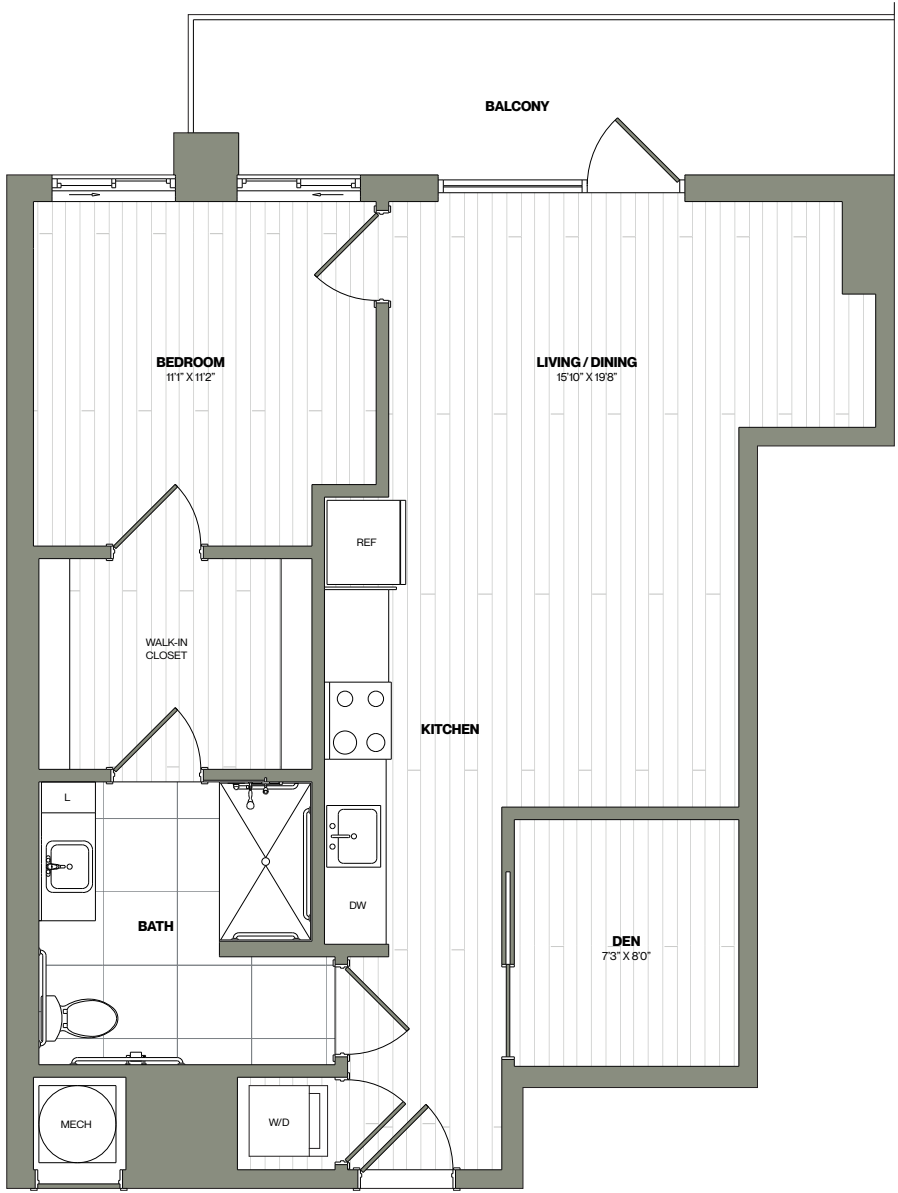 BALCONY
BEDROOM
11'1" X 11'2"
LIVING / DINING
15'10" X 19'8"
REF
WALK-IN
CLOSET
KITCHEN
L
DW
BATH
DEN
7'3" X 8'0"
W/D
MECH